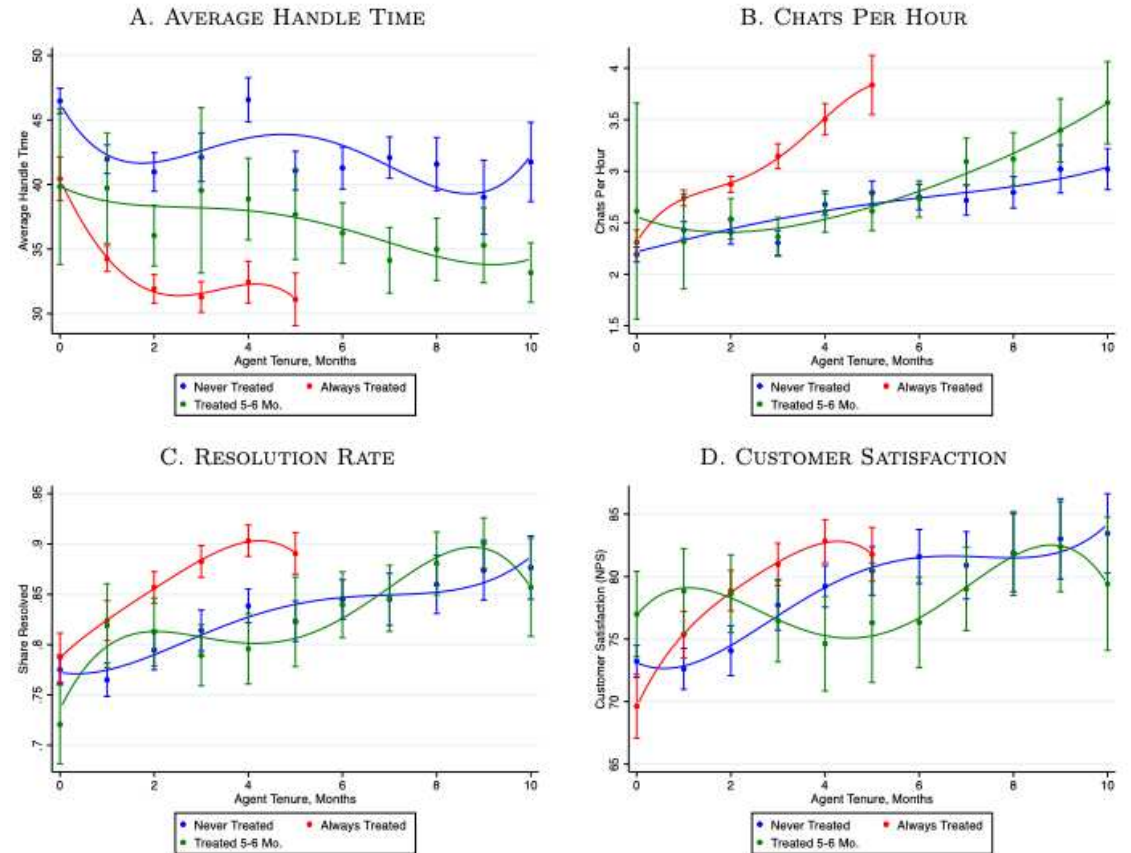 A. AVERAGE HANDLE TIME
50
45
40
35
30
Average Handle Time
0 2 4 6 8 10
Agent Tenure, Months
Never Treated Always Treated
Treated 5-6 Mo.
B. CHATS PER HOUR
4
3.5
3
2.5
2
1.5
Chats Per Hour
0 2 4 6 8 10
Agent Tenure, Months
Never Treated Always Treated
Treated 5-6 Mo.
C. RESOLUTION RATE
.95
.9
.85
.8
.75
.7
Share Resolved
0 2 4 6 8 10
Agent Tenure, Months
Never Treated Always Treated
Treated 5-6 Mo.
D. CUSTOMER SATISFACTION
85
80
75
70
65
Customer Satisfaction (NPS)
0 2 4 6 8 10
Agent Tenure, Months
Never Treated Always Treated
Treated 5-6 Mo.